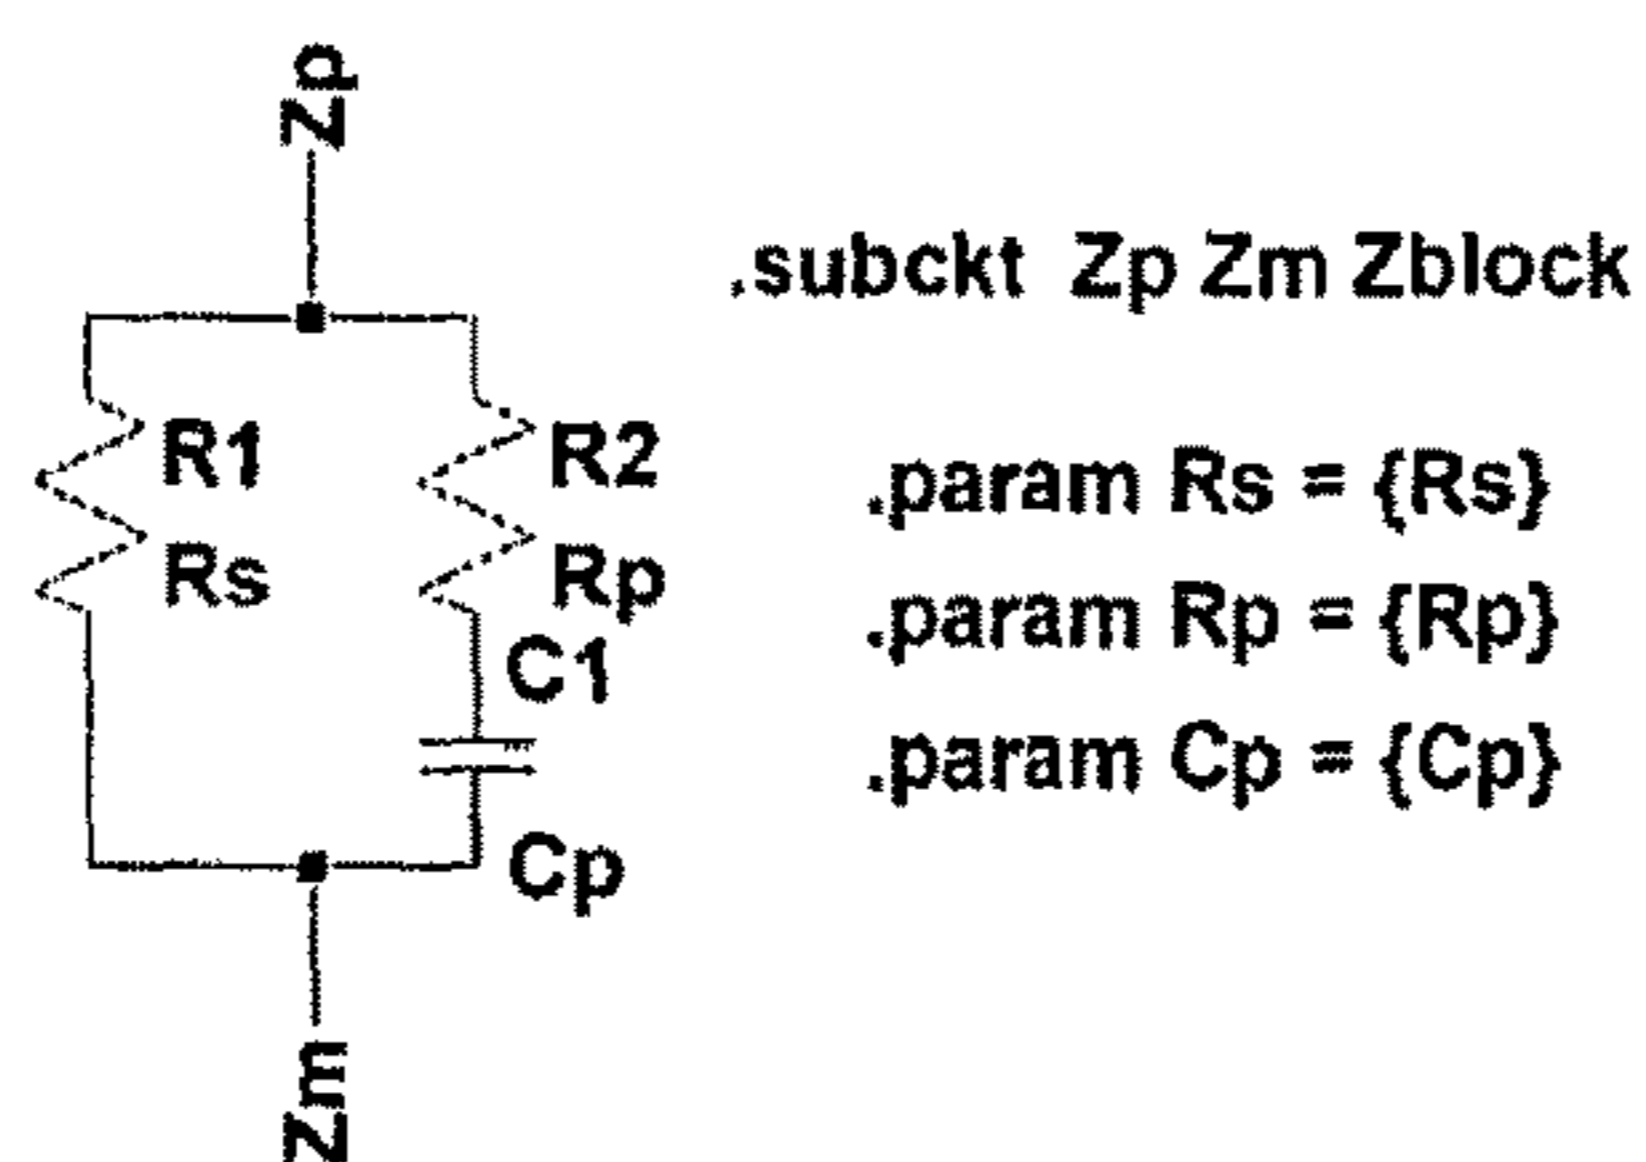 Zp
.subckt Zp Zm Zblock
R1
R2
.param Rs = {Rs}
Rs
Rp
.param Rp = {Rp}
C1
.param Cp = {Cp}
Cp
Zm